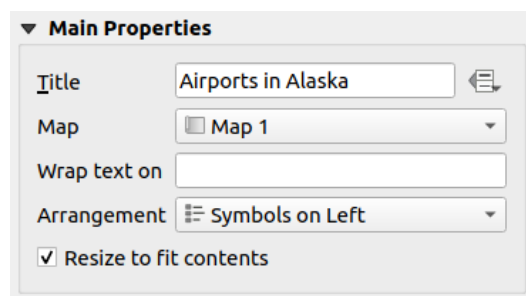 Main Properties
Title Airports in Alaska
Map Map 1
Wrap text on
Arrangement Symbols on Left
Resize to fit contents